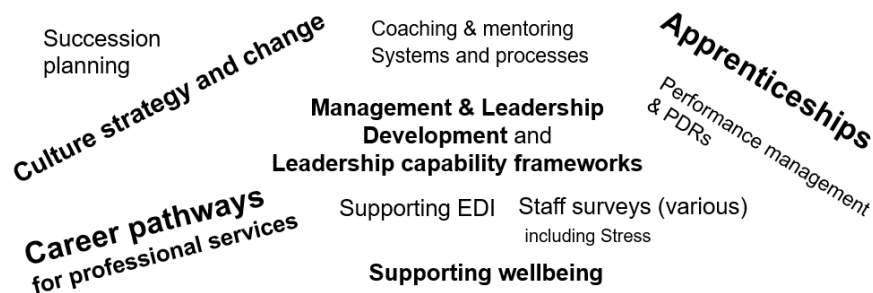 Succession
planning
Culture strategy and change
Coaching & mentoring
Systems and processes
Apprenticeships
Performance management
& PDRs
Management & Leadership
Development and
Leadership capability frameworks
Career pathways
for professional services
Supporting EDI
Staff surveys (various)
including Stress
Supporting wellbeing